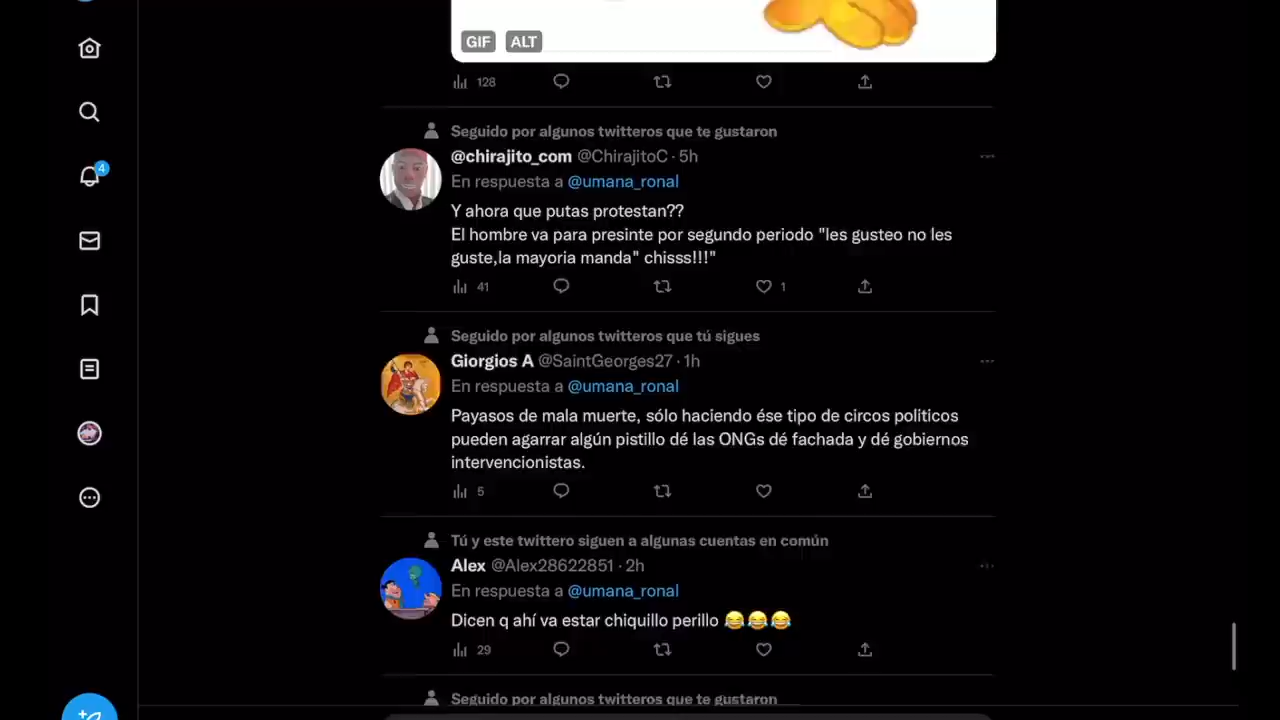 GIF ALT
128
Seguido por algunos twitteros que te gustaron
@chirajito_com @ChirajitoC · 5h
En respuesta a @umana_ronal
Y ahora que putas protestan??
El hombre va para presinte por segundo periodo "les gusteo no les
guste,la mayoria manda" chisss!!!"
41 1
Seguido por algunos twitteros que tú sigues
Giorgios A @SaintGeorges27 · 1h
En respuesta a @umana_ronal
Payasos de mala muerte, sólo haciendo ése tipo de circos politicos
pueden agarrar algún pistillo dé las ONGs dé fachada y dé gobiernos
intervencionistas.
5
Tú y este twittero siguen a algunas cuentas en común
Alex @Alex28622851 · 2h
En respuesta a @umana_ronal
Dicen q ahí va estar chiquillo perillo 😂😂😂
29
Seguido por algunos twitteros que te gustaron
4